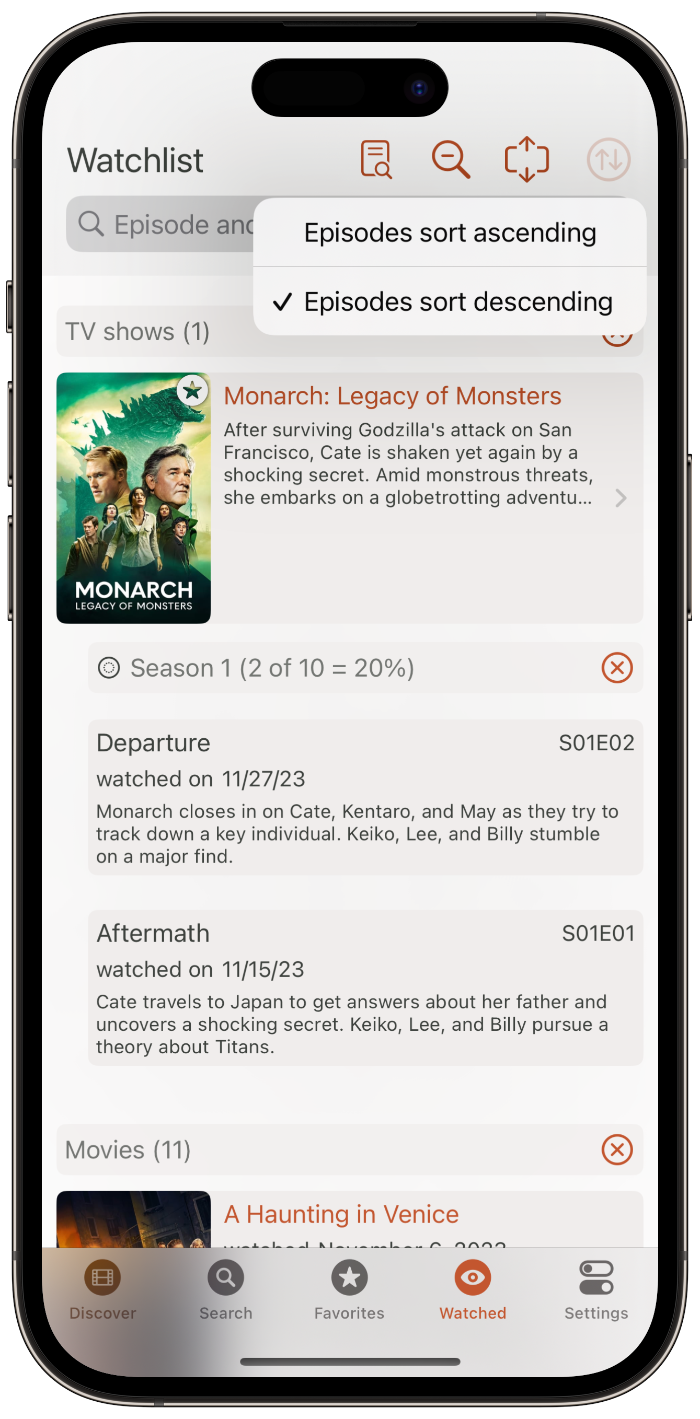 Watchlist
Episode and
Episodes sort ascending
Episodes sort descending
TV shows (1)
Monarch: Legacy of Monsters
After surviving Godzilla's attack on San
Francisco, Cate is shaken yet again by a
shocking secret. Amid monstrous threats,
she embarks on a globetrotting adventu...
MONARCH
LEGACY OF MONSTERS
Season 1 (2 of 10 = 20%)
Departure S01E02
watched on 11/27/23
Monarch closes in on Cate, Kentaro, and May as they try to
track down a key individual. Keiko, Lee, and Billy stumble
on a major find.
Aftermath S01E01
watched on 11/15/23
Cate travels to Japan to get answers about her father and
uncovers a shocking secret. Keiko, Lee, and Billy pursue a
theory about Titans.
Movies (11)
A Haunting in Venice
watched November 6, 2023
Discover Search Favorites Watched Settings